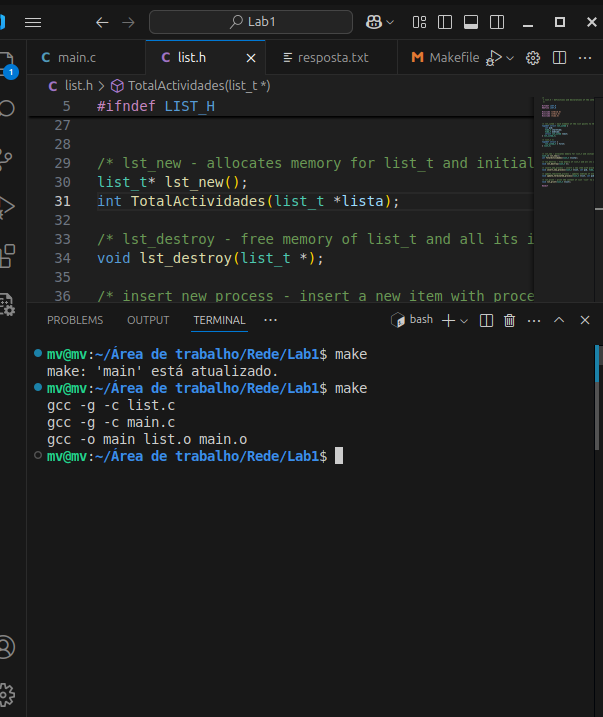 Lab1
main.c
list.h
resposta.txt
Makefile
1
list.h > TotalActividades(list_t *)
5 #ifndef LIST_H
27
28
29 /* lst_new - allocates memory for list_t and initial
30 list_t* lst_new();
31 int TotalActividades(list_t *lista);
32
33 /* lst_destroy - free memory of list_t and all its i
34 void lst_destroy(list_t *);
35
36 /* insert_new_process - insert a new item with proce
PROBLEMS OUTPUT TERMINAL ... bash
mv@mv:~/Área de trabalho/Rede/Lab1$ make
make: 'main' está atualizado.
mv@mv:~/Área de trabalho/Rede/Lab1$ make
gcc -g -c list.c
gcc -g -c main.c
gcc -o main list.o main.o
mv@mv:~/Área de trabalho/Rede/Lab1$